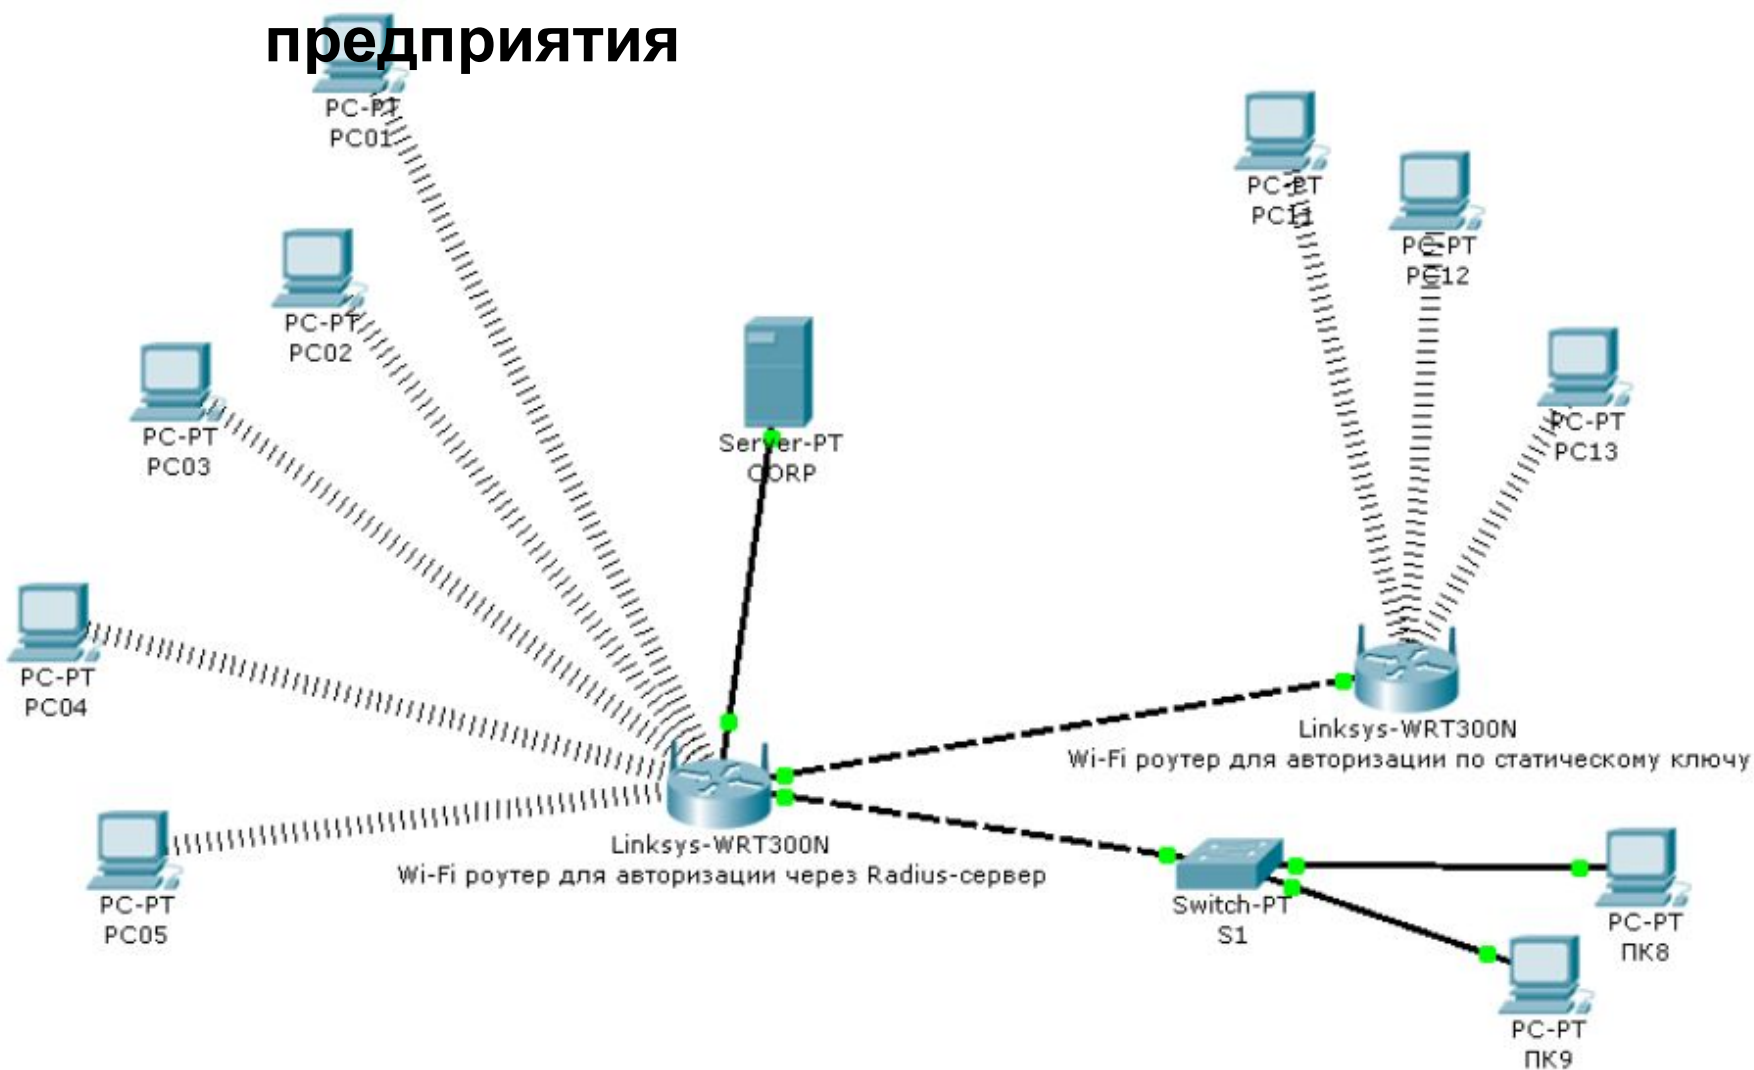 предприятия
PC-PT
PC01
PC-PT
PC11
PC-PT
PC12
PC-PT
PC02
PC-PT
PC03
Server-PT
CORP
PC-PT
PC13
PC-PT
PC04
Linksys-WRT300N
Wi-Fi роутер для авторизации по статическому ключу
Linksys-WRT300N
Wi-Fi роутер для авторизации через Radius-сервер
PC-PT
PC05
Switch-PT
S1
PC-PT
ПК8
PC-PT
ПК9